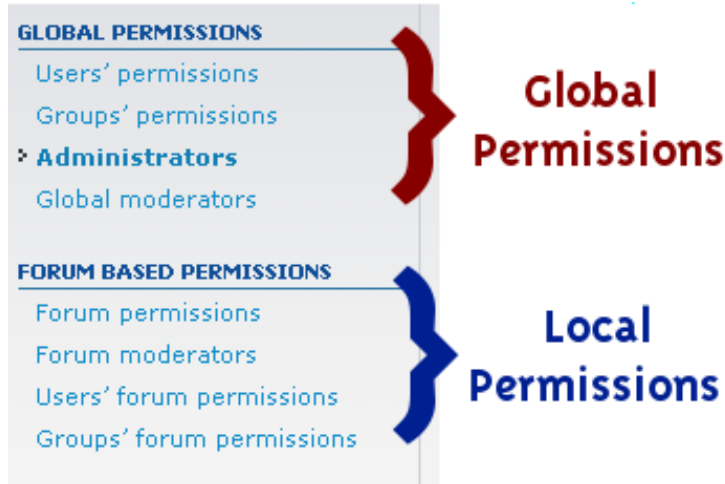 GLOBAL PERMISSIONS
Users’ permissions
Groups’ permissions
Administrators
Global moderators
Global
Permissions
FORUM BASED PERMISSIONS
Forum permissions
Forum moderators
Users’ forum permissions
Groups’ forum permissions
Local
Permissions